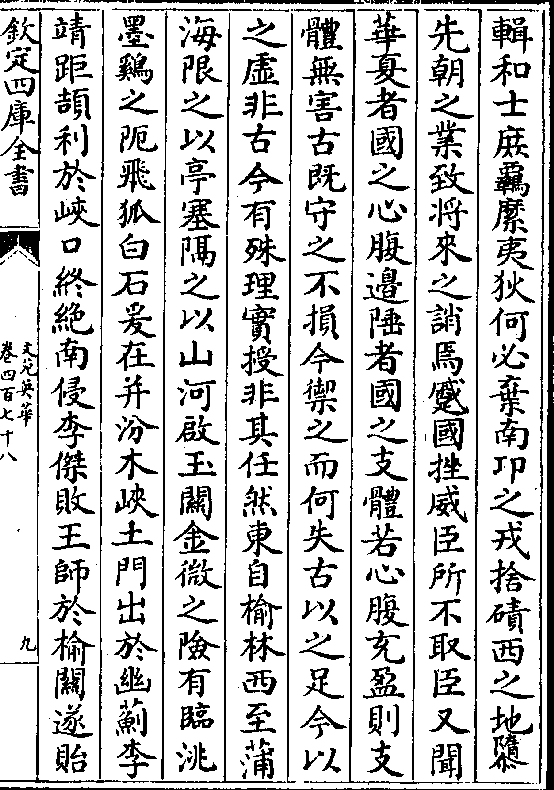 輯和士庶羈縻夷狄何必棄南卭之戎捨磧西之地隳
先朝之業致將來之誚焉蹙國挫威臣所不取臣又聞
華夏者國之心腹邊陲者國之支體若心腹充盈則支
體無害古既守之不損今禦之而何失古以之足今以
之虛非古今有殊理實授非其任然東自榆林西至蒲
海限之以亭塞隔之以山河啟玉關金微之險有臨洮
墨鷄之阨飛狐白石爰在并汾木峽土門出於幽薊李
靖距頡利於峽口終絶南侵李傑敗王師於榆關遂貽
欽定四庫全書
文苑英華
卷四百七十八
九